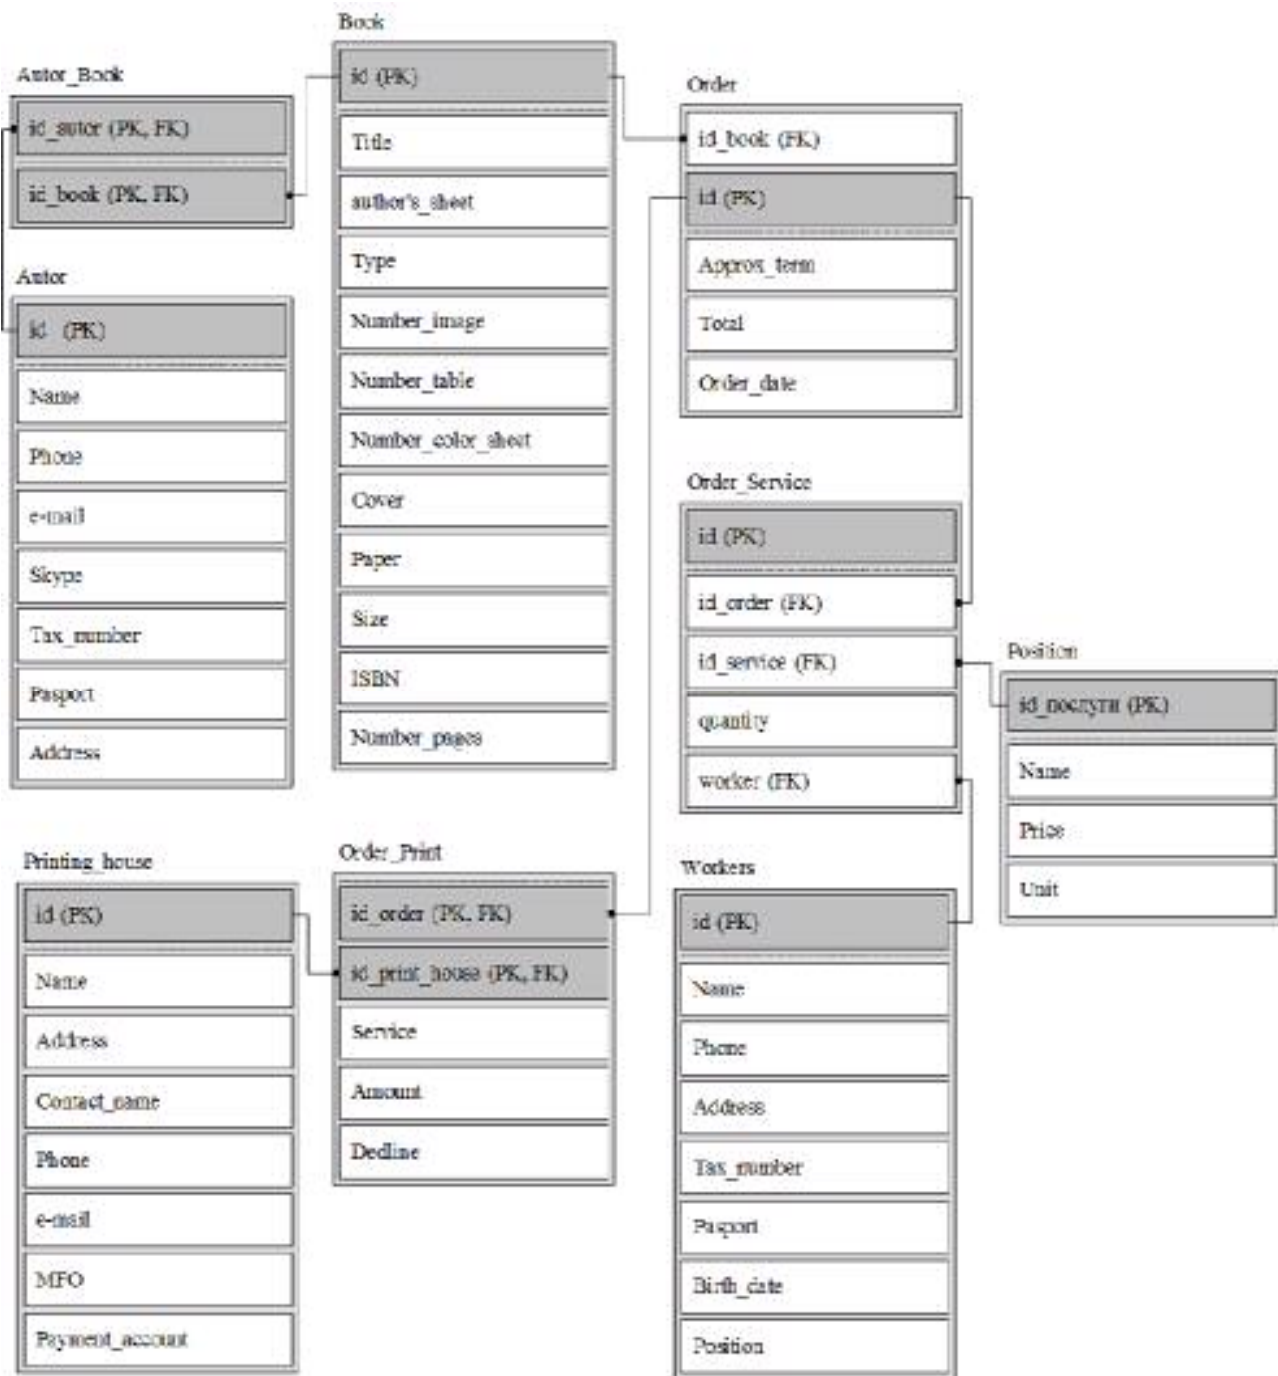 Book
id (PK)
Title
author's_sheet
Type
Number_image
Number_table
Number_color_sheet
Cover
Paper
Size
ISBN
Number_pages
Autor_Book
id_autor (PK, FK)
id_book (PK, FK)
Autor
id (PK)
Name
Phone
e-mail
Skype
Tax_number
Pasport
Address
Order
id_book (FK)
id (PK)
Approx_term
Total
Order_date
Order_Service
id (PK)
id_order (FK)
id_service (FK)
quantity
worker (FK)
Position
id_послуги (PK)
Name
Price
Unit
Printing_house
id (PK)
Name
Address
Contact_name
Phone
e-mail
MFO
Payment_account
Order_Print
id_order (PK, FK)
id_print_house (PK, FK)
Service
Amount
Dedline
Workers
id (PK)
Name
Phone
Address
Tax_number
Pasport
Birth_date
Position